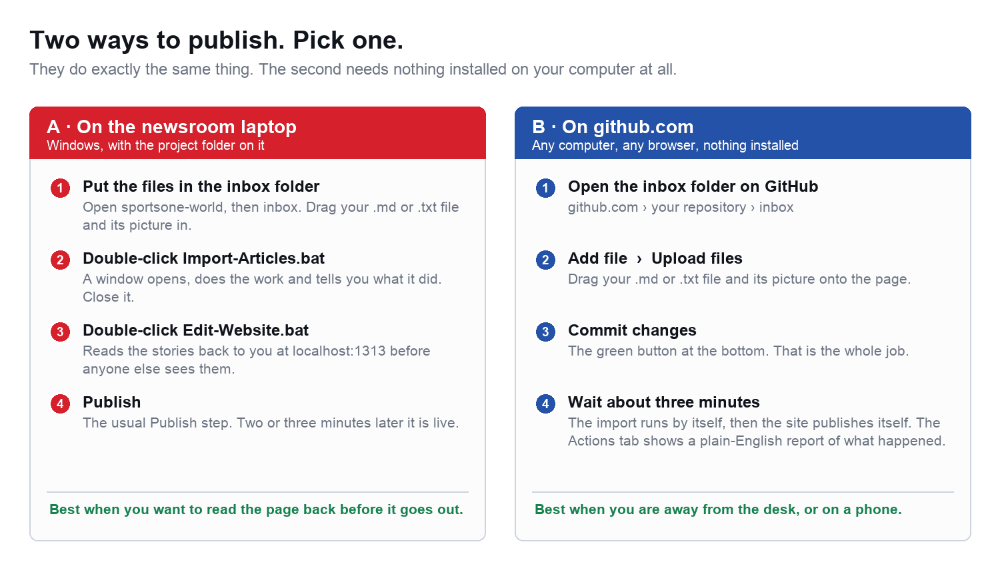 Two ways to publish. Pick one.
They do exactly the same thing. The second needs nothing installed on your computer at all.
A · On the newsroom laptop
Windows, with the project folder on it
1
Put the files in the inbox folder
Open sportsone-world, then inbox. Drag your .md or .txt file
and its picture in.
2
Double-click Import-Articles.bat
A window opens, does the work and tells you what it did.
Close it.
3
Double-click Edit-Website.bat
Reads the stories back to you at localhost:1313 before
anyone else sees them.
4
Publish
The usual Publish step. Two or three minutes later it is live.
Best when you want to read the page back before it goes out.
B · On github.com
Any computer, any browser, nothing installed
1
Open the inbox folder on GitHub
github.com › your repository › inbox
2
Add file › Upload files
Drag your .md or .txt file and its picture onto the page.
3
Commit changes
The green button at the bottom. That is the whole job.
4
Wait about three minutes
The import runs by itself, then the site publishes itself. The
Actions tab shows a plain-English report of what happened.
Best when you are away from the desk, or on a phone.